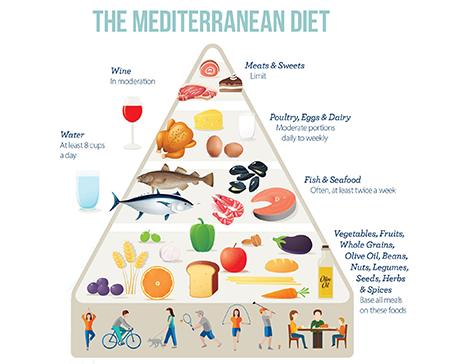 THE MEDITERRANEAN DIET
Meats & Sweets
Limit
Wine
In moderation
Poultry, Eggs & Dairy
Moderate portions
daily to weekly
Water
At least 8 cups
a day
Fish & Seafood
Often, at least twice a week
Vegetables, Fruits,
Whole Grains,
Olive Oil, Beans,
Nuts, Legumes,
Seeds, Herbs
& Spices
Base all meals
on these foods
Olive
Oil